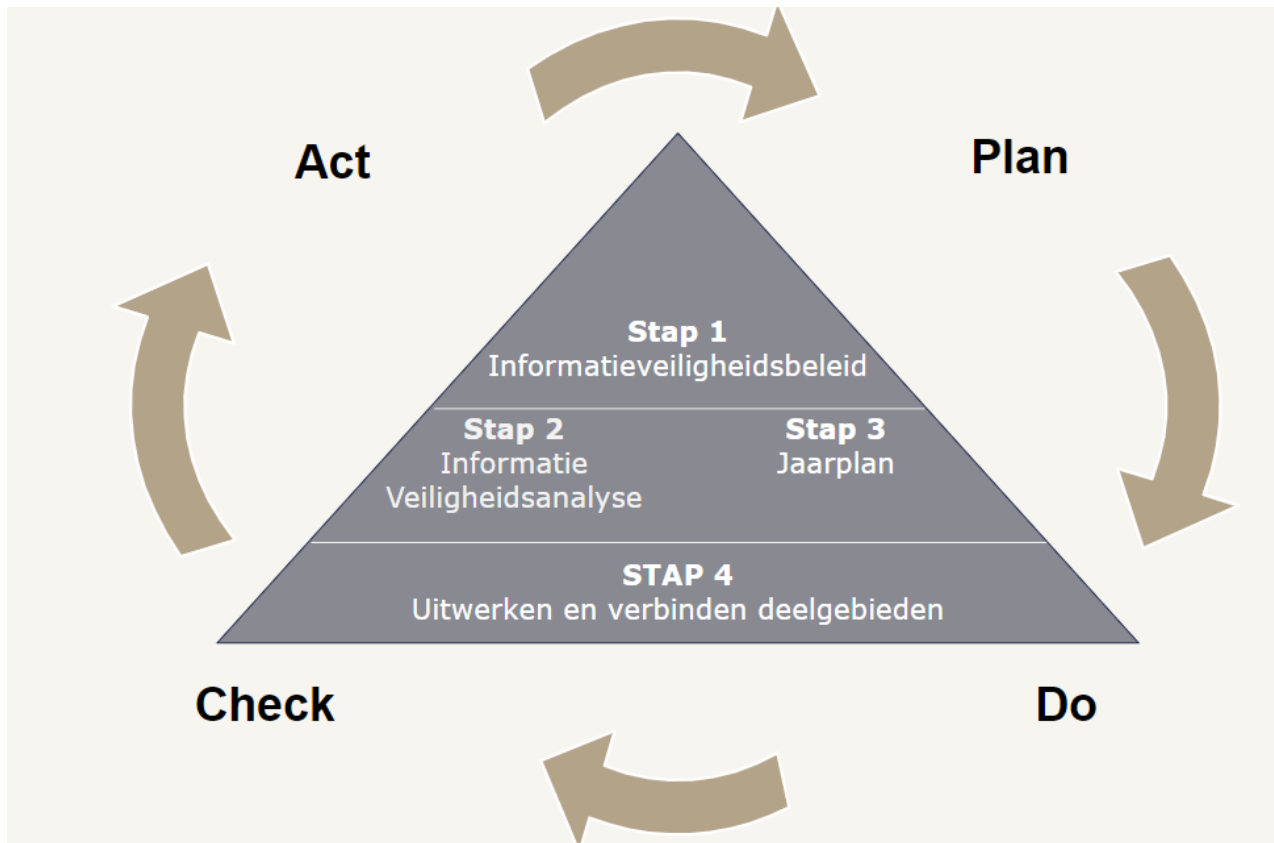 Act
Plan
Stap 1
Informatieveiligheidsbeleid
Stap 2
Informatie
Veiligheidsanalyse
Stap 3
Jaarplan
STAP 4
Uitwerken en verbinden deelgebieden
Check
Do